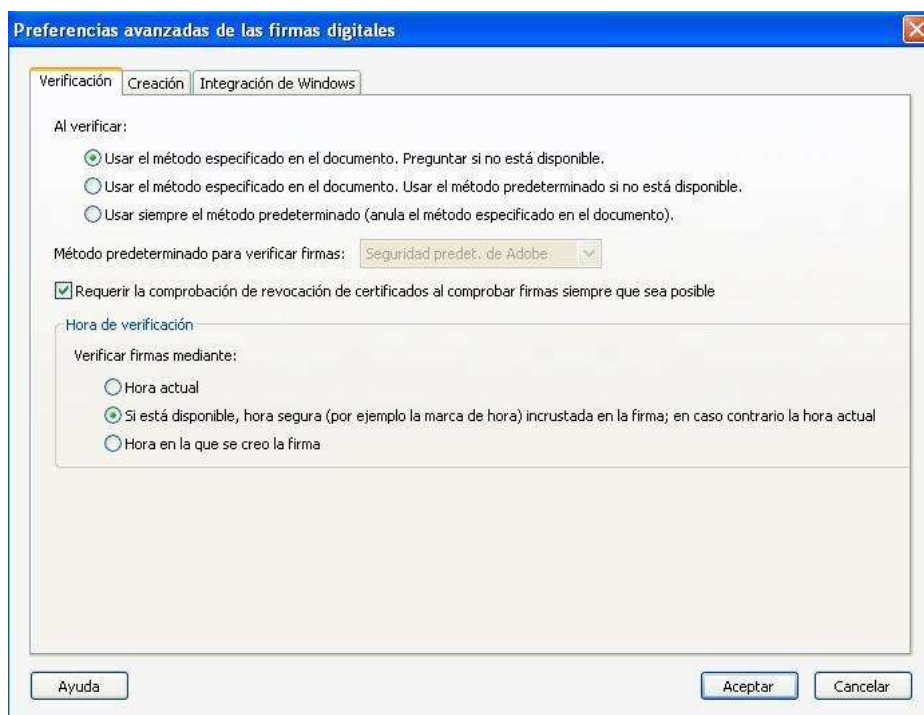 Preferencias avanzadas de las firmas digitales
Verificación Creación Integración de Windows
Al verificar:
Usar el método especificado en el documento. Preguntar si no está disponible.
Usar el método especificado en el documento. Usar el método predeterminado si no está disponible.
Usar siempre el método predeterminado (anula el método especificado en el documento).
Método predeterminado para verificar firmas: Seguridad predet. de Adobe
Requerir la comprobación de revocación de certificados al comprobar firmas siempre que sea posible
Hora de verificación
Verificar firmas mediante:
Hora actual
Si está disponible, hora segura (por ejemplo la marca de hora) incrustada en la firma; en caso contrario la hora actual
Hora en la que se creo la firma
Ayuda Aceptar Cancelar